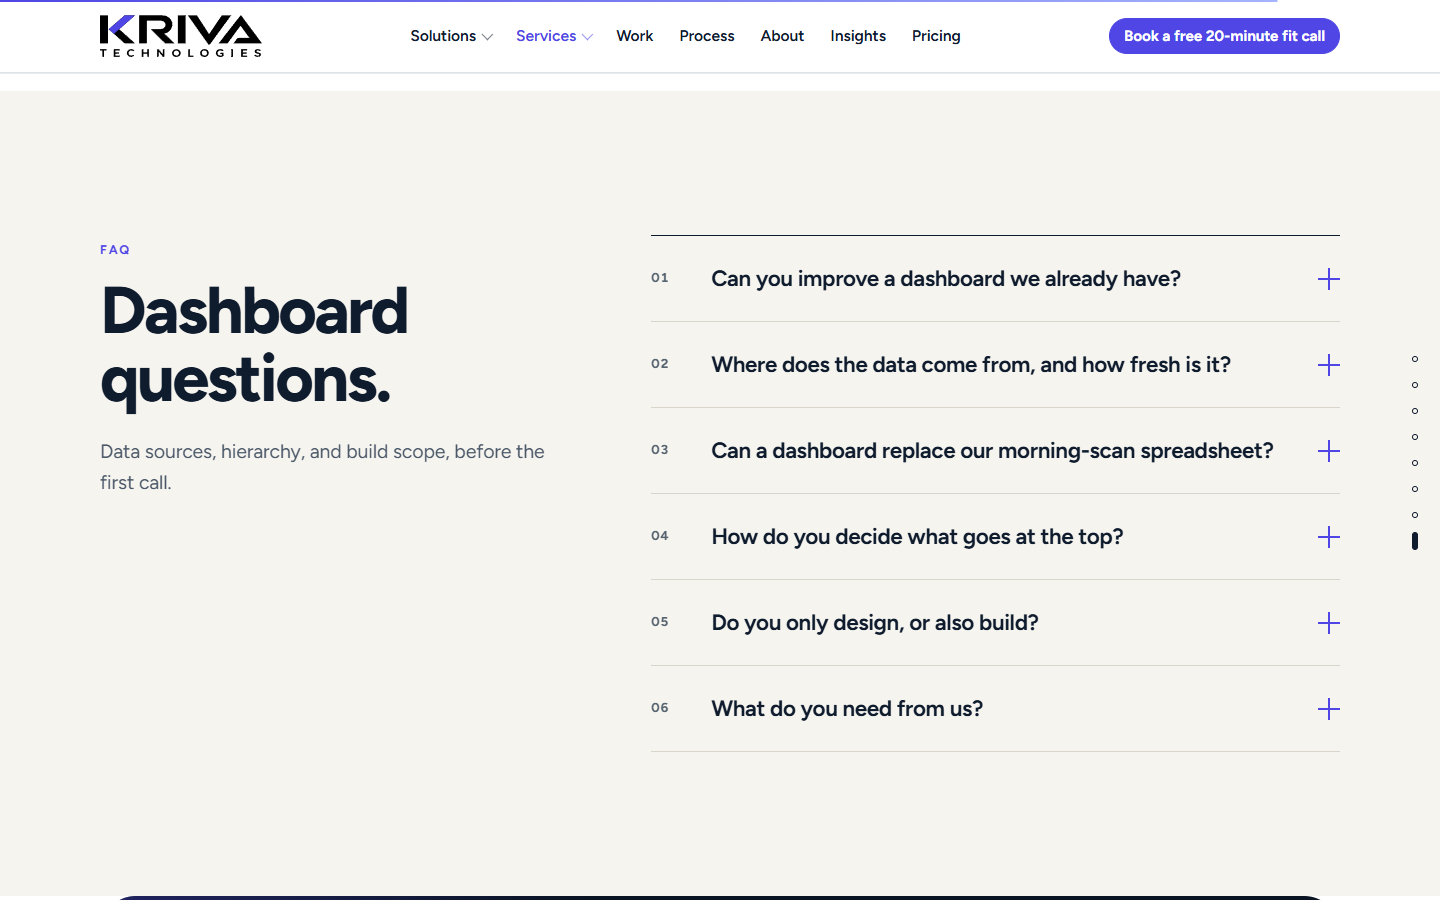 KRIVA
TECHNOLOGIES
Solutions
Services
Work
Process
About
Insights
Pricing
Book a free 20-minute fit call
FAQ
Dashboard
questions.
Data sources, hierarchy, and build scope, before the
first call.
01 Can you improve a dashboard we already have?
02 Where does the data come from, and how fresh is it?
03 Can a dashboard replace our morning-scan spreadsheet?
04 How do you decide what goes at the top?
05 Do you only design, or also build?
06 What do you need from us?